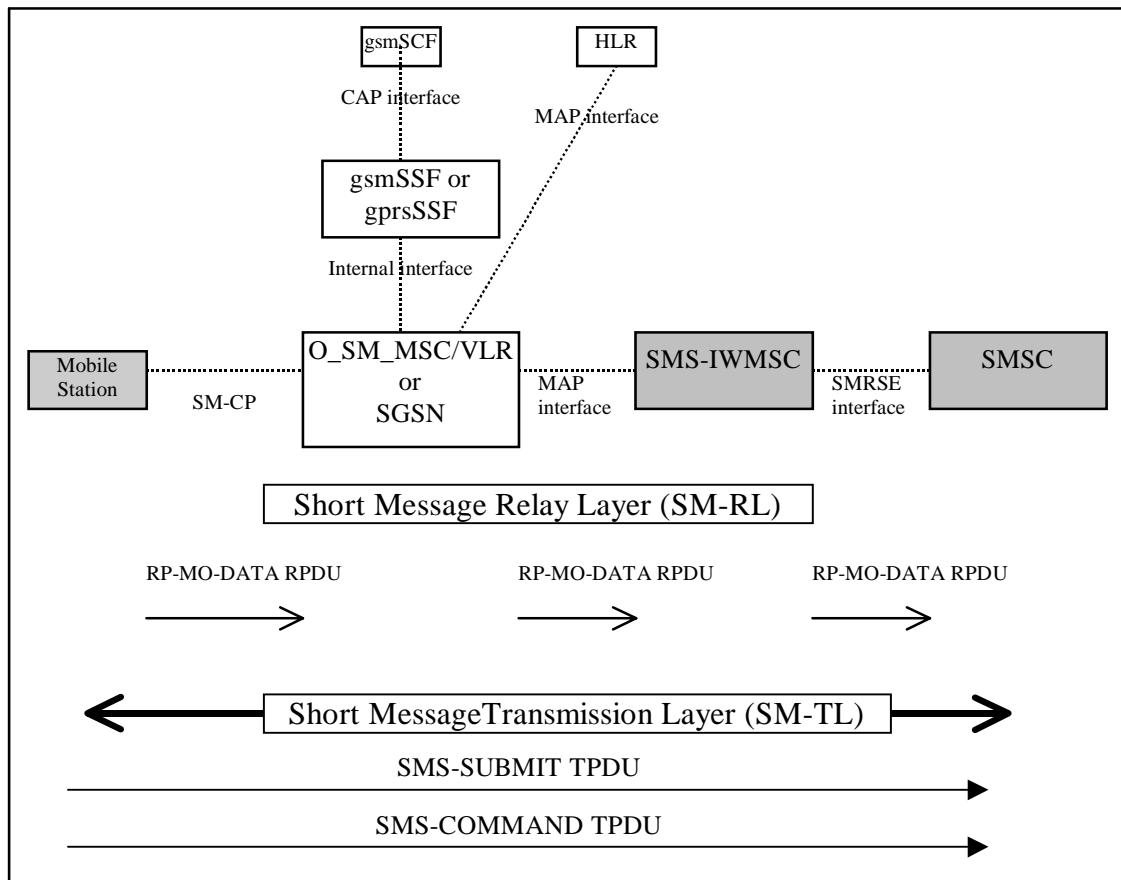 gsmSCF
HLR
CAP interface
MAP interface
gsmSSF or
gprsSSF
Internal interface
O_SM_MSC/VLR
or
SGSN
Mobile
Station
SM-CP
MAP
interface
SMS-IWMSC
SMRSE
interface
SMSC
Short Message Relay Layer (SM-RL)
RP-MO-DATA RPDU
RP-MO-DATA RPDU
RP-MO-DATA RPDU
Short MessageTransmission Layer (SM-TL)
SMS-SUBMIT TPDU
SMS-COMMAND TPDU